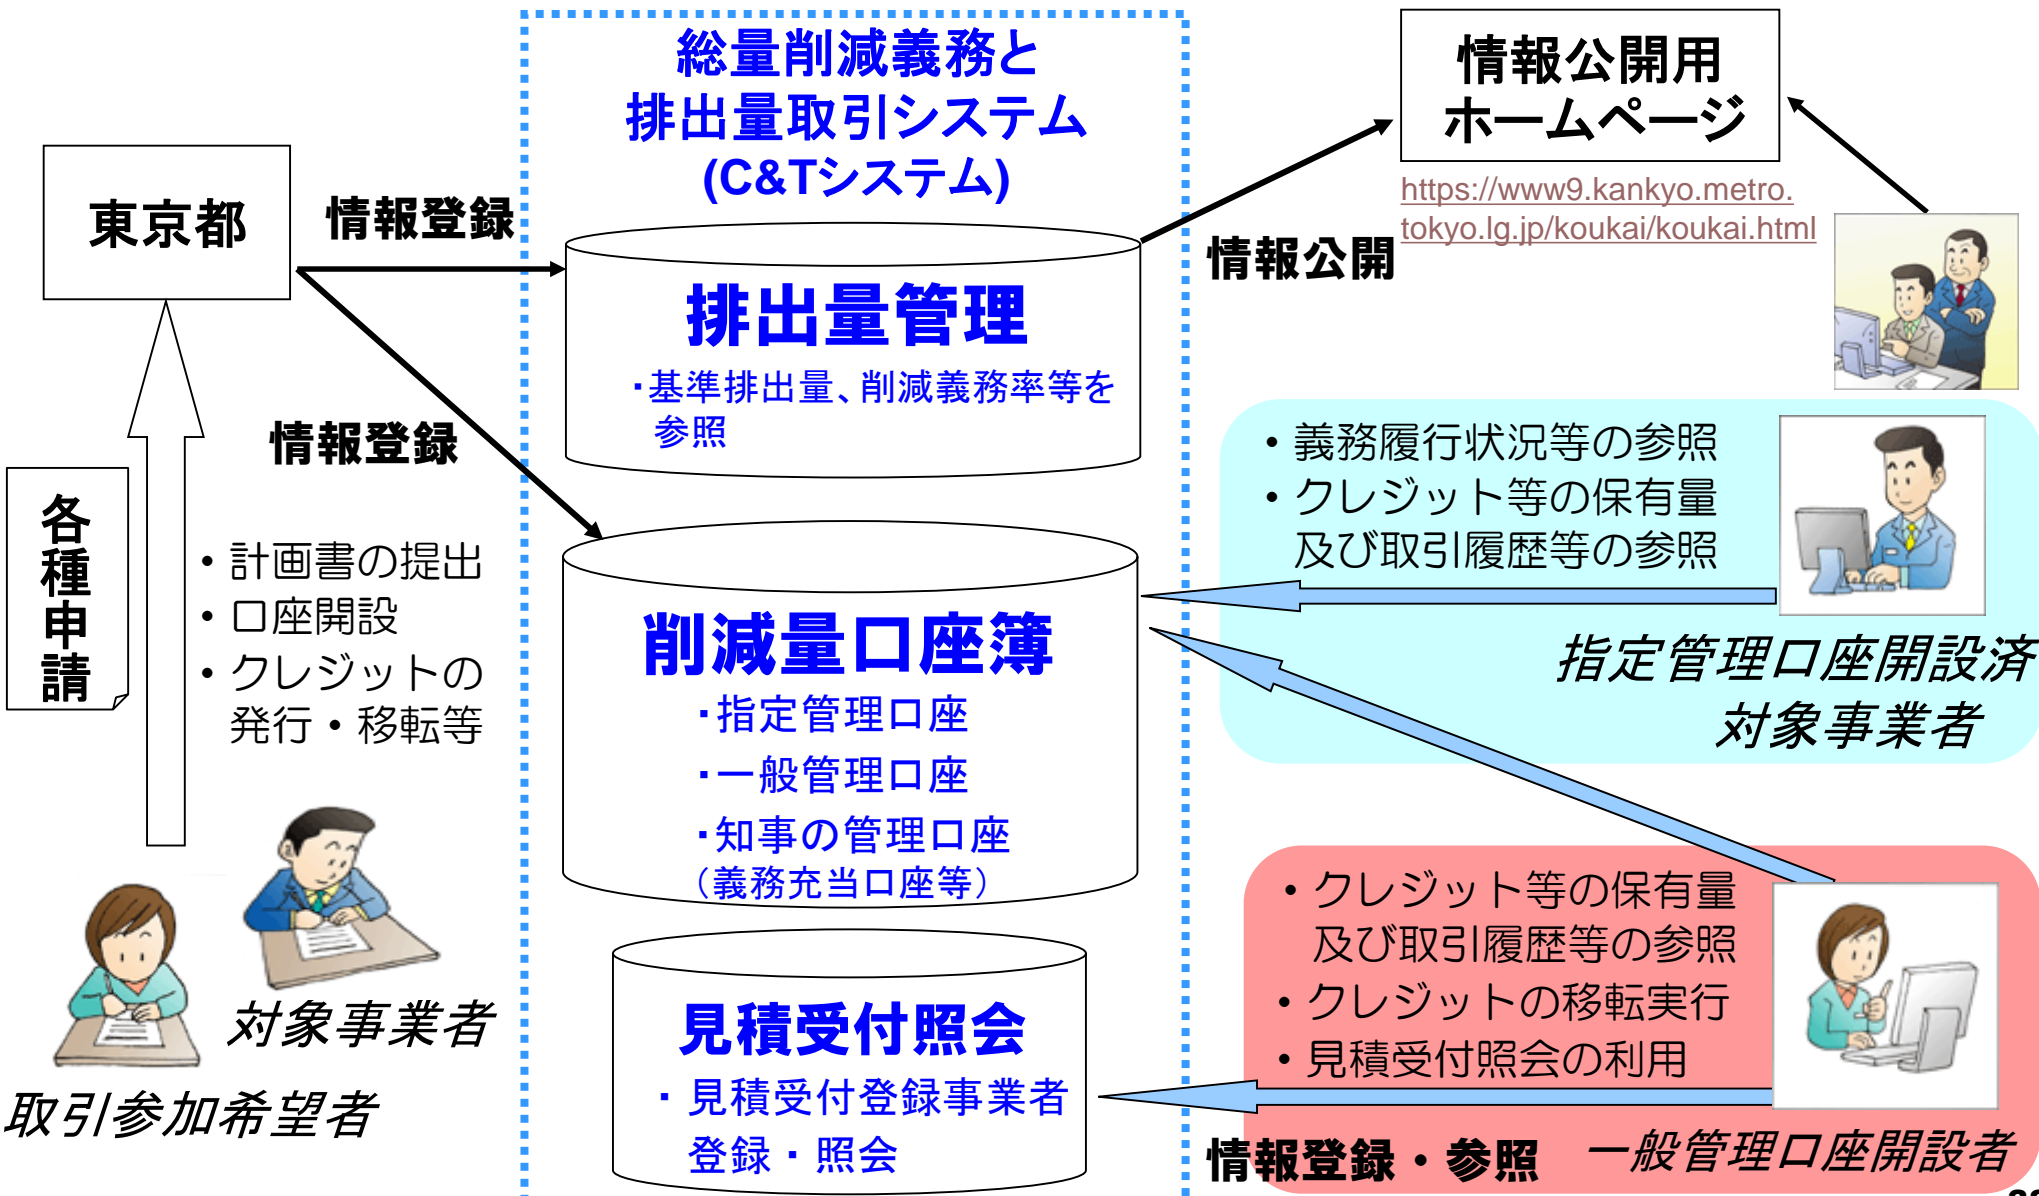 総量削減義務と
排出量取引システム
(C&Tシステム)
情報公開用
ホームページ
https://www9.kankyo.metro.
tokyo.lg.jp/koukai/koukai.html
東京都
情報登録
情報公開
排出量管理
・基準排出量、削減義務率等を
参照
情報登録
各種申請
・計画書の提出
・口座開設
・クレジットの
発行・移転等
・義務履行状況等の参照
・クレジット等の保有量
及び取引履歴等の参照
指定管理口座開設済
対象事業者
削減量口座簿
・指定管理口座
・一般管理口座
・知事の管理口座
（義務充当口座等）
対象事業者
取引参加希望者
・クレジット等の保有量
及び取引履歴等の参照
・クレジットの移転実行
・見積受付照会の利用
見積受付照会
・見積受付登録事業者
登録・照会
情報登録・参照
一般管理口座開設者